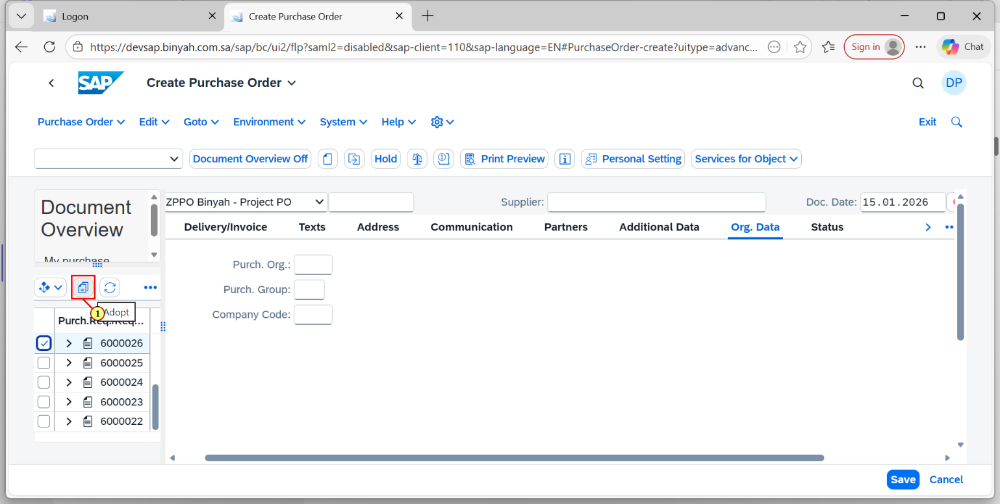 Logon
Create Purchase Order
https://devsap.binyah.com.sa/sap/bc/ui2/flp?saml2=disabled&sap-client=110&sap-language=EN#PurchaseOrder-create?uitype=advanc...
Sign in
Chat
SAP
Create Purchase Order
DP
Purchase Order
Edit
Goto
Environment
System
Help
Exit
Document Overview Off
Hold
Print Preview
Personal Setting
Services for Object
Document
Overview
My purchase
ZPPO Binyah - Project PO
Supplier:
Doc. Date:
15.01.2026
Delivery/Invoice
Texts
Address
Communication
Partners
Additional Data
Org. Data
Status
Purch. Org.:
Purch. Group:
Company Code:
1
Adopt
Purch.Req./Req...
6000026
6000025
6000024
6000023
6000022
Save
Cancel